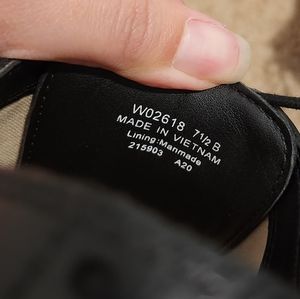 W02618 7½ B
MADE IN VIETNAM
Lining:Manmade
215903 A20